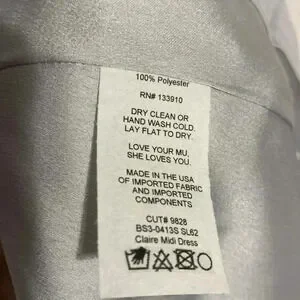 100% Polyester
RN# 133910
DRY CLEAN OR
HAND WASH COLD.
LAY FLAT TO DRY.
LOVE YOUR MU,
SHE LOVES YOU.
MADE IN THE USA
OF IMPORTED FABRIC
AND IMPORTED
COMPONENTS
CUT# 9828
BS3-0413S SL62
Claire Midi Dress